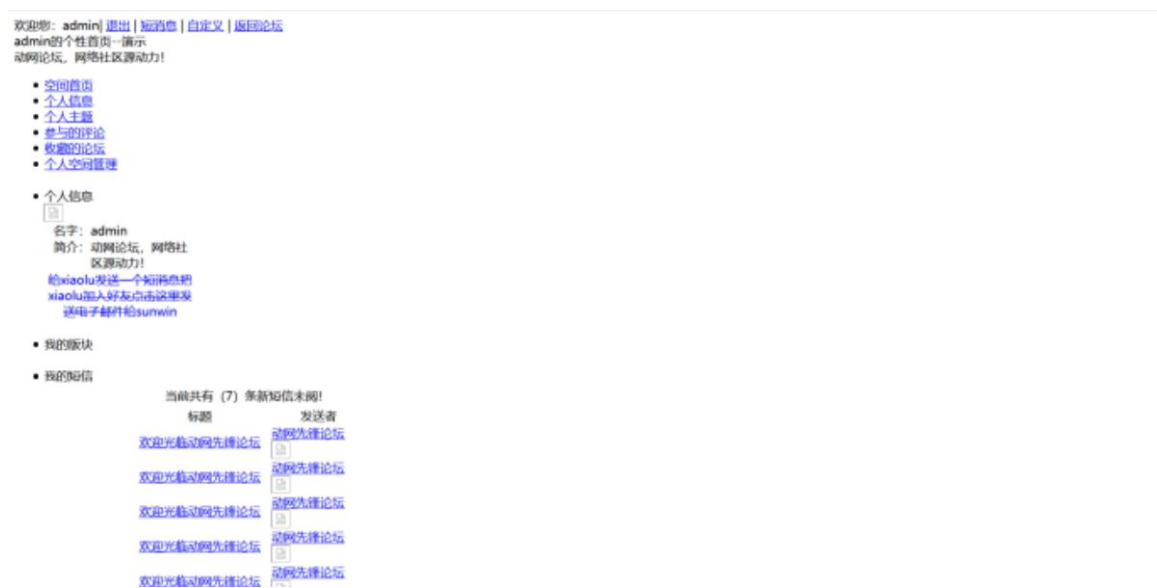 欢迎您：admin| 退出 | 短消息 | 自定义 | 返回论坛
admin的个性首页--演示
动网论坛，网络社区源动力！
• 空间首页
• 个人信息
• 个人主题
• 参与的评论
• 收藏的论坛
• 个人空间管理
• 个人信息
名字：admin
简介：动网论坛，网络社
区源动力！
给xiaolu发送一个短消息把
xiaolu加入好友点击这里发
送电子邮件给sunwin
• 我的版块
• 我的短信
当前共有（7）条新短信未阅!
标题 发送者
欢迎光临动网先锋论坛 动网先锋论坛
欢迎光临动网先锋论坛 动网先锋论坛
欢迎光临动网先锋论坛 动网先锋论坛
欢迎光临动网先锋论坛 动网先锋论坛
欢迎光临动网先锋论坛 动网先锋论坛